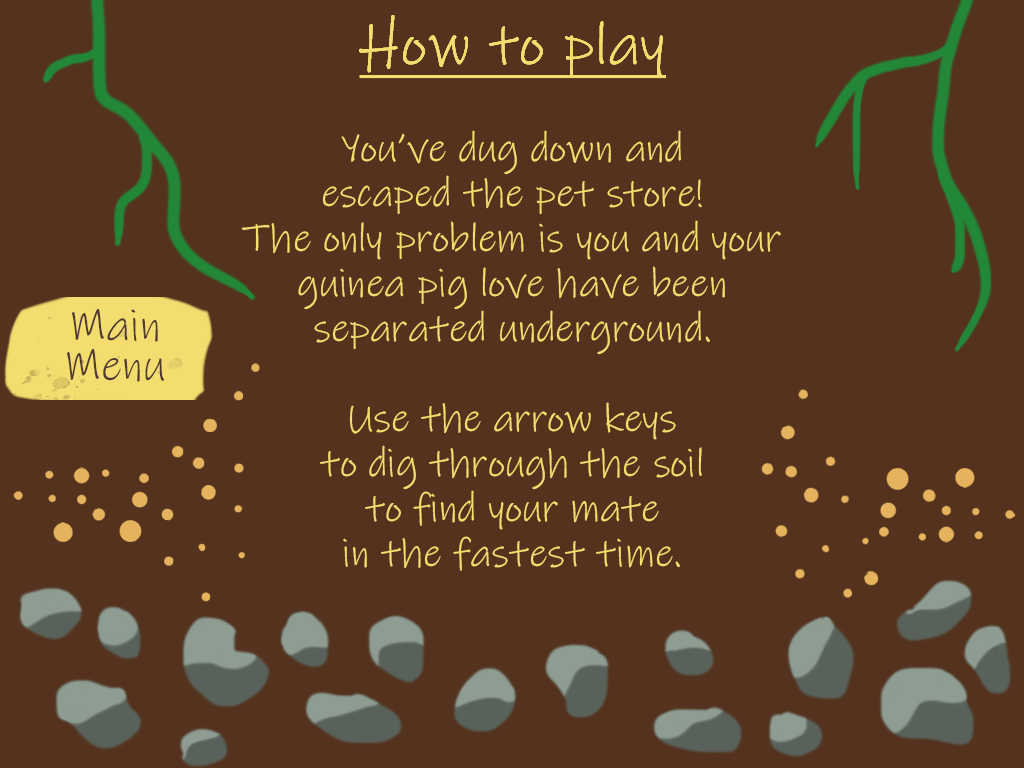 How to play
You've dug down and
escaped the pet store!
The only problem is you and your
guinea pig love have been
separated underground.
Main
Menu
Use the arrow keys
to dig through the soil
to find your mate
in the fastest time.